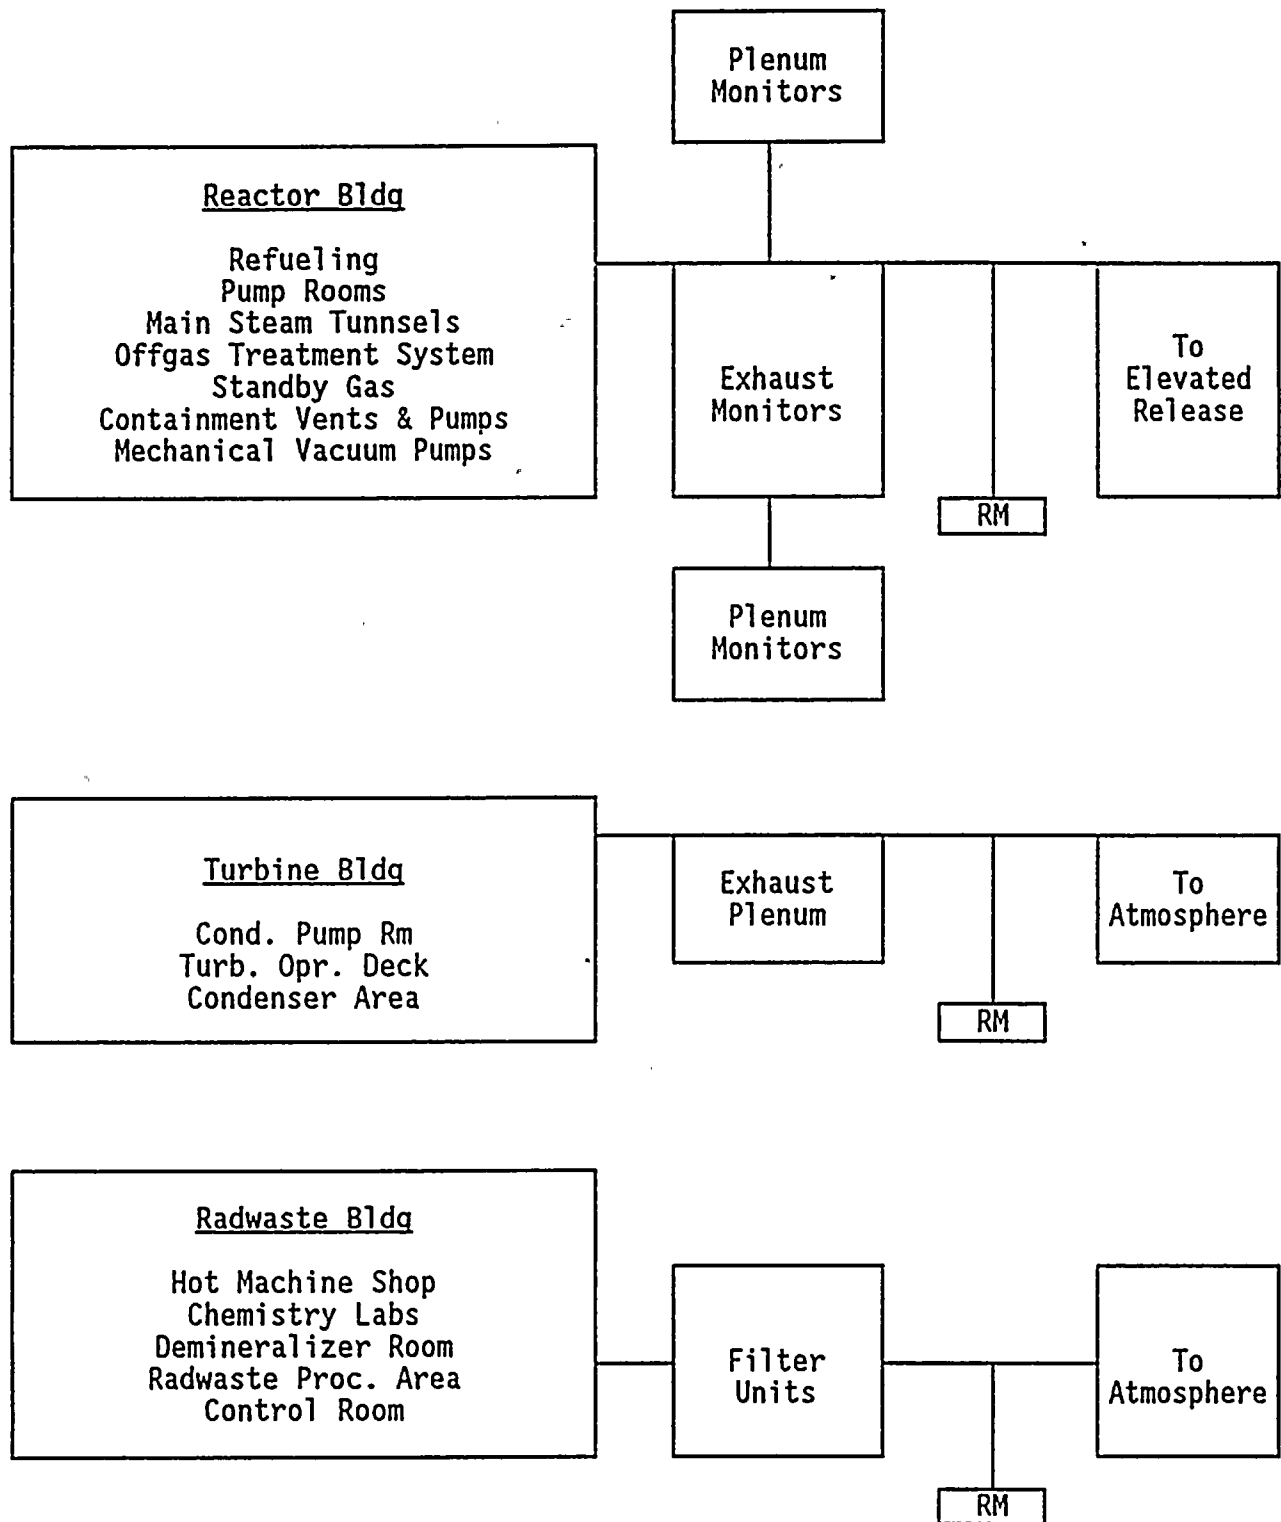 Plenum
Monitors
Reactor Bldg
Refueling
Pump Rooms
Main Steam Tunnsels
Offgas Treatment System
Standby Gas
Containment Vents & Pumps
Mechanical Vacuum Pumps
Exhaust
Monitors
To
Elevated
Release
RM
Plenum
Monitors
Turbine Bldg
Cond. Pump Rm
Turb. Opr. Deck
Condenser Area
Exhaust
Plenum
To
Atmosphere
RM
Radwaste Bldg
Hot Machine Shop
Chemistry Labs
Demineralizer Room
Radwaste Proc. Area
Control Room
Filter
Units
To
Atmosphere
RM